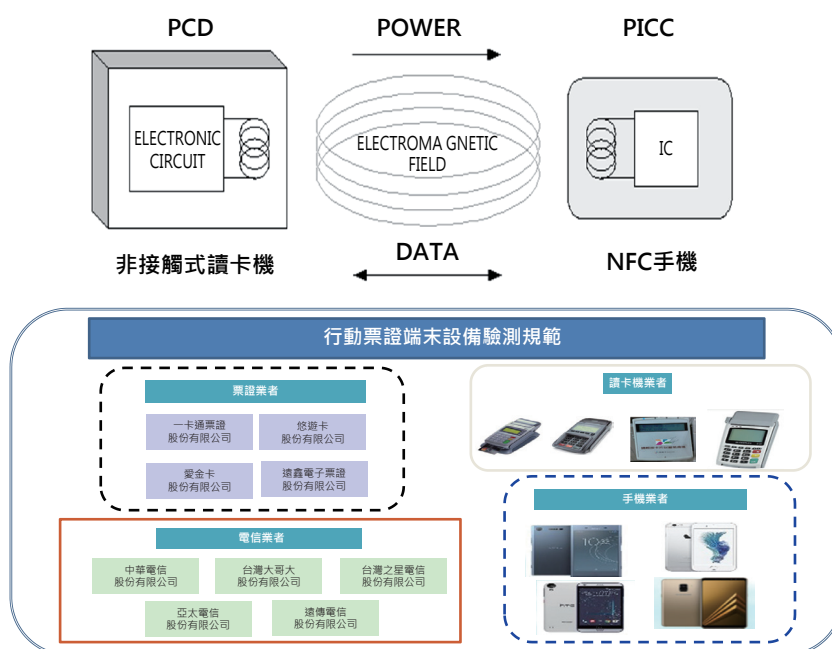 PCD
POWER
PICC
ELECTRONIC
CIRCUIT
ELECTROMA GNETIC
FIELD
IC
非接觸式讀卡機
DATA
NFC手機
行動票證端末設備驗測規範
票證業者
一卡通票證
股份有限公司
悠遊卡
股份有限公司
愛金卡
股份有限公司
遠鑫電子票證
股份有限公司
讀卡機業者
電信業者
中華電信
股份有限公司
台灣大哥大
股份有限公司
台灣之星電信
股份有限公司
亞太電信
股份有限公司
遠傳電信
股份有限公司
手機業者